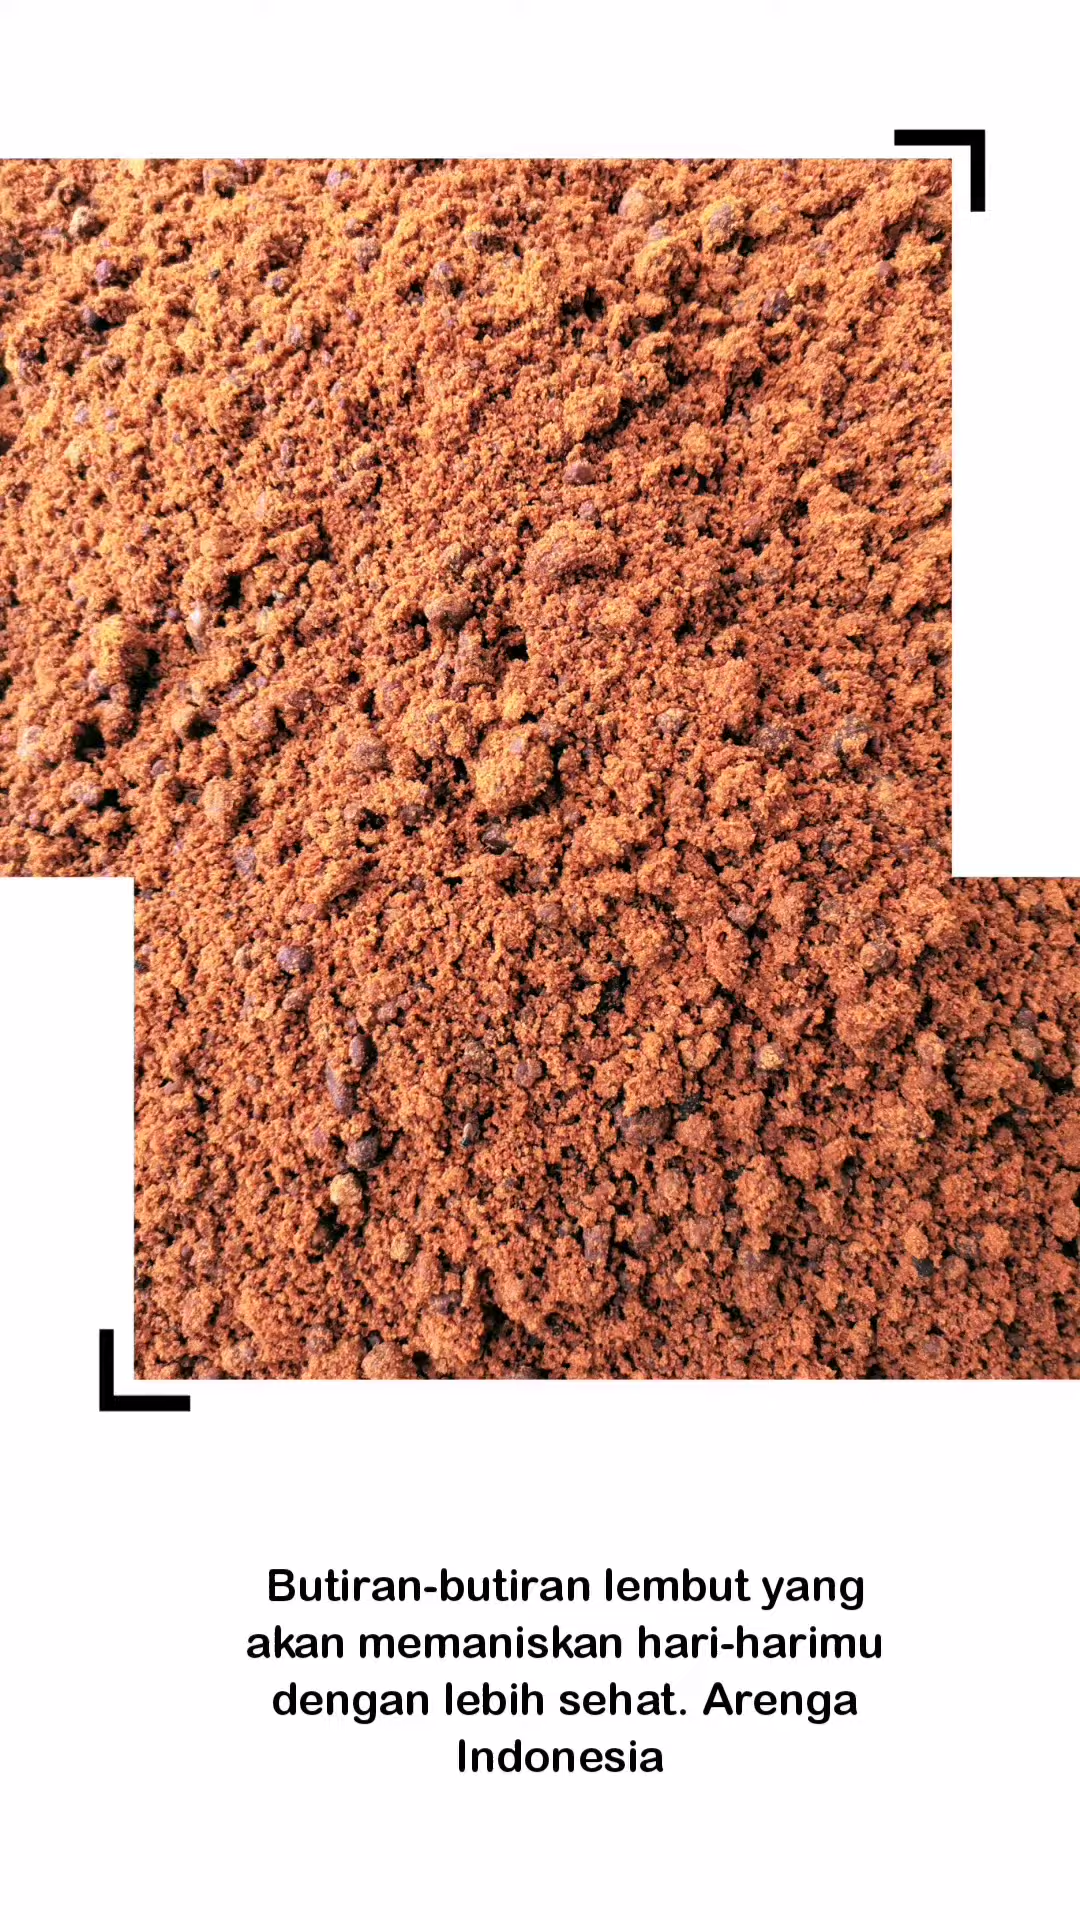 Butiran-butiran lembut yang
akan memaniskan hari-harimu
dengan lebih sehat. Arenga
Indonesia